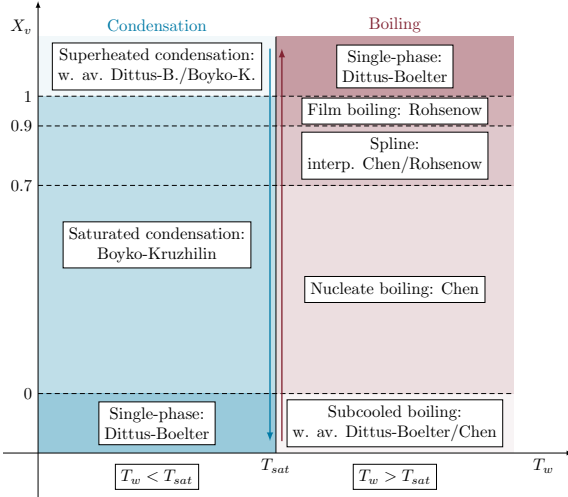 X_v
Condensation
Boiling
Superheated condensation:
w. av. Dittus-B./Boyko-K.
Single-phase:
Dittus-Boelter
1
Film boiling: Rohsenow
0.9
Spline:
interp. Chen/Rohsenow
0.7
Saturated condensation:
Boyko-Kruzhilin
Nucleate boiling: Chen
0
Single-phase:
Dittus-Boelter
Subcooled boiling:
w. av. Dittus-Boelter/Chen
T_w < T_sat
T_sat
T_w > T_sat
T_w